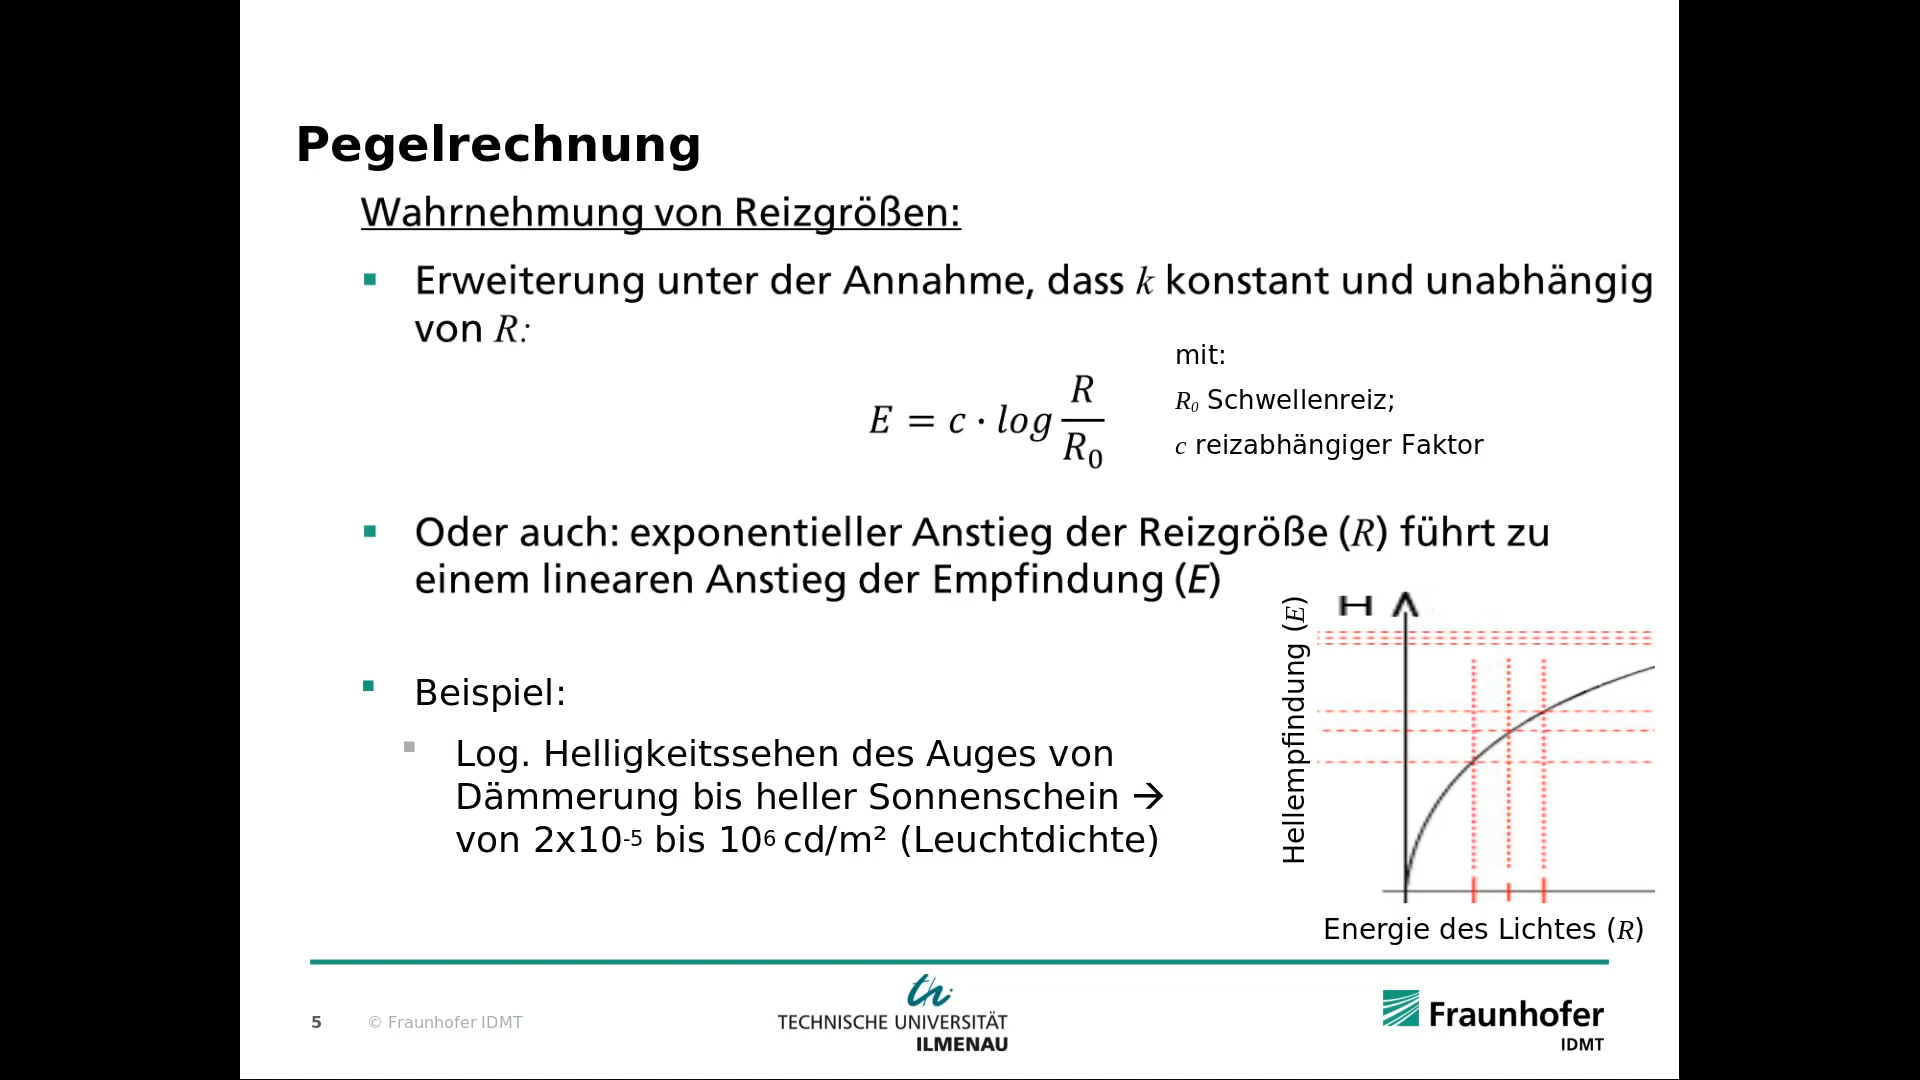 Pegelrechnung
Wahrnehmung von Reizgrößen:
▪ Erweiterung unter der Annahme, dass k konstant und unabhängig
von R:
E = c · log R/R₀
mit:
R₀ Schwellenreiz;
c reizabhängiger Faktor
▪ Oder auch: exponentieller Anstieg der Reizgröße (R) führt zu
einem linearen Anstieg der Empfindung (E)
▪ Beispiel:
▪ Log. Helligkeitssehen des Auges von
Dämmerung bis heller Sonnenschein →
von 2x10-5 bis 106 cd/m² (Leuchtdichte)
H
Hellempfindung (E)
Energie des Lichtes (R)
5
© Fraunhofer IDMT
th
TECHNISCHE UNIVERSITÄT
ILMENAU
Fraunhofer
IDMT